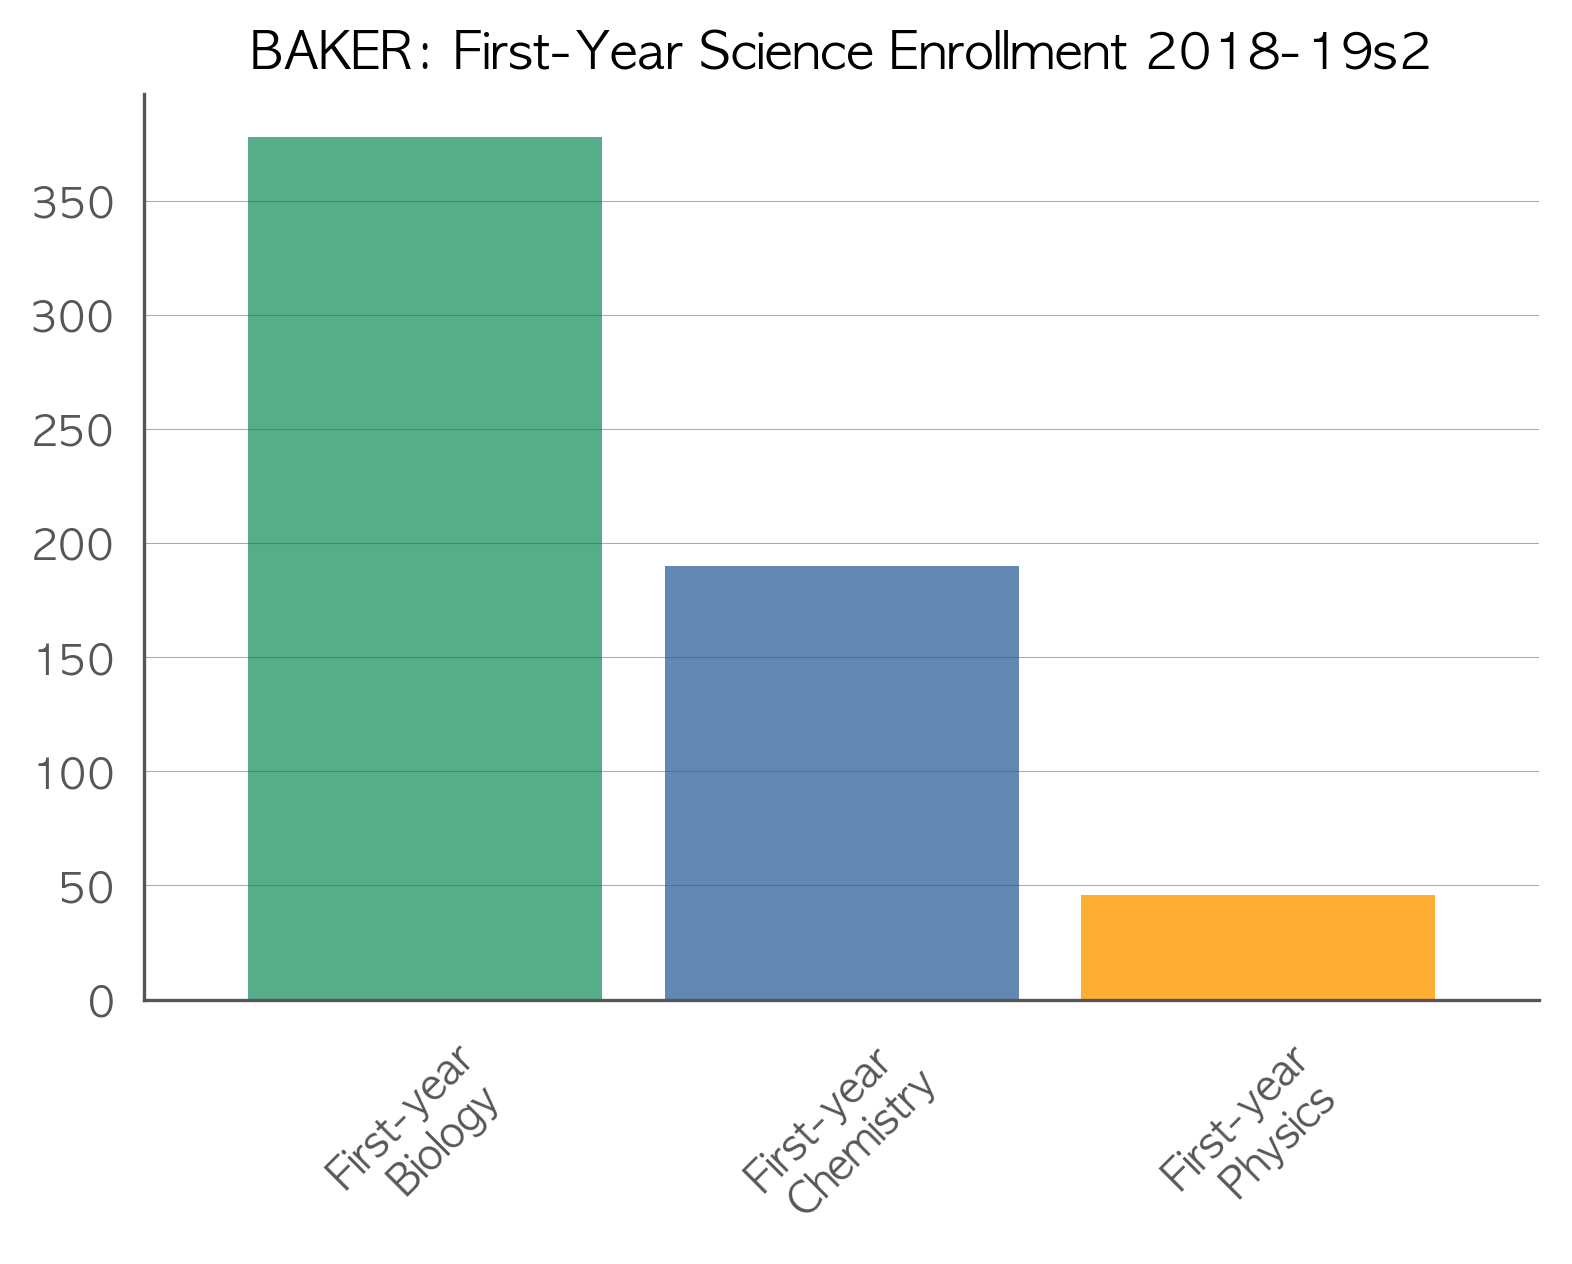 BAKER: First-Year Science Enrollment 2018-19s2
350
300
250
200
150
100
50
0
First-year
Biology
First-year
Chemistry
First-year
Physics